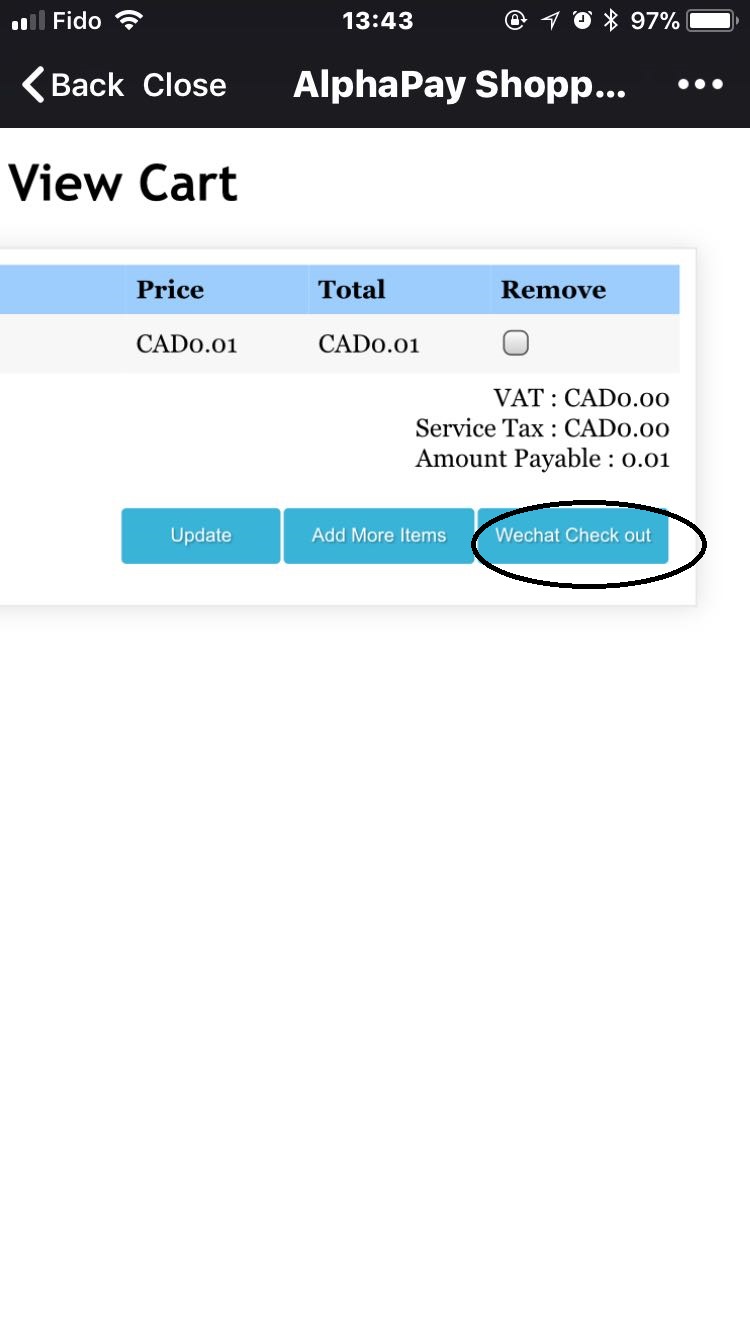 Fido 13:43 97%
Back Close AlphaPay Shopp...
View Cart
Price Total Remove
CAD0.01 CAD0.01
VAT : CAD0.00
Service Tax : CAD0.00
Amount Payable : 0.01
Update Add More Items Wechat Check out